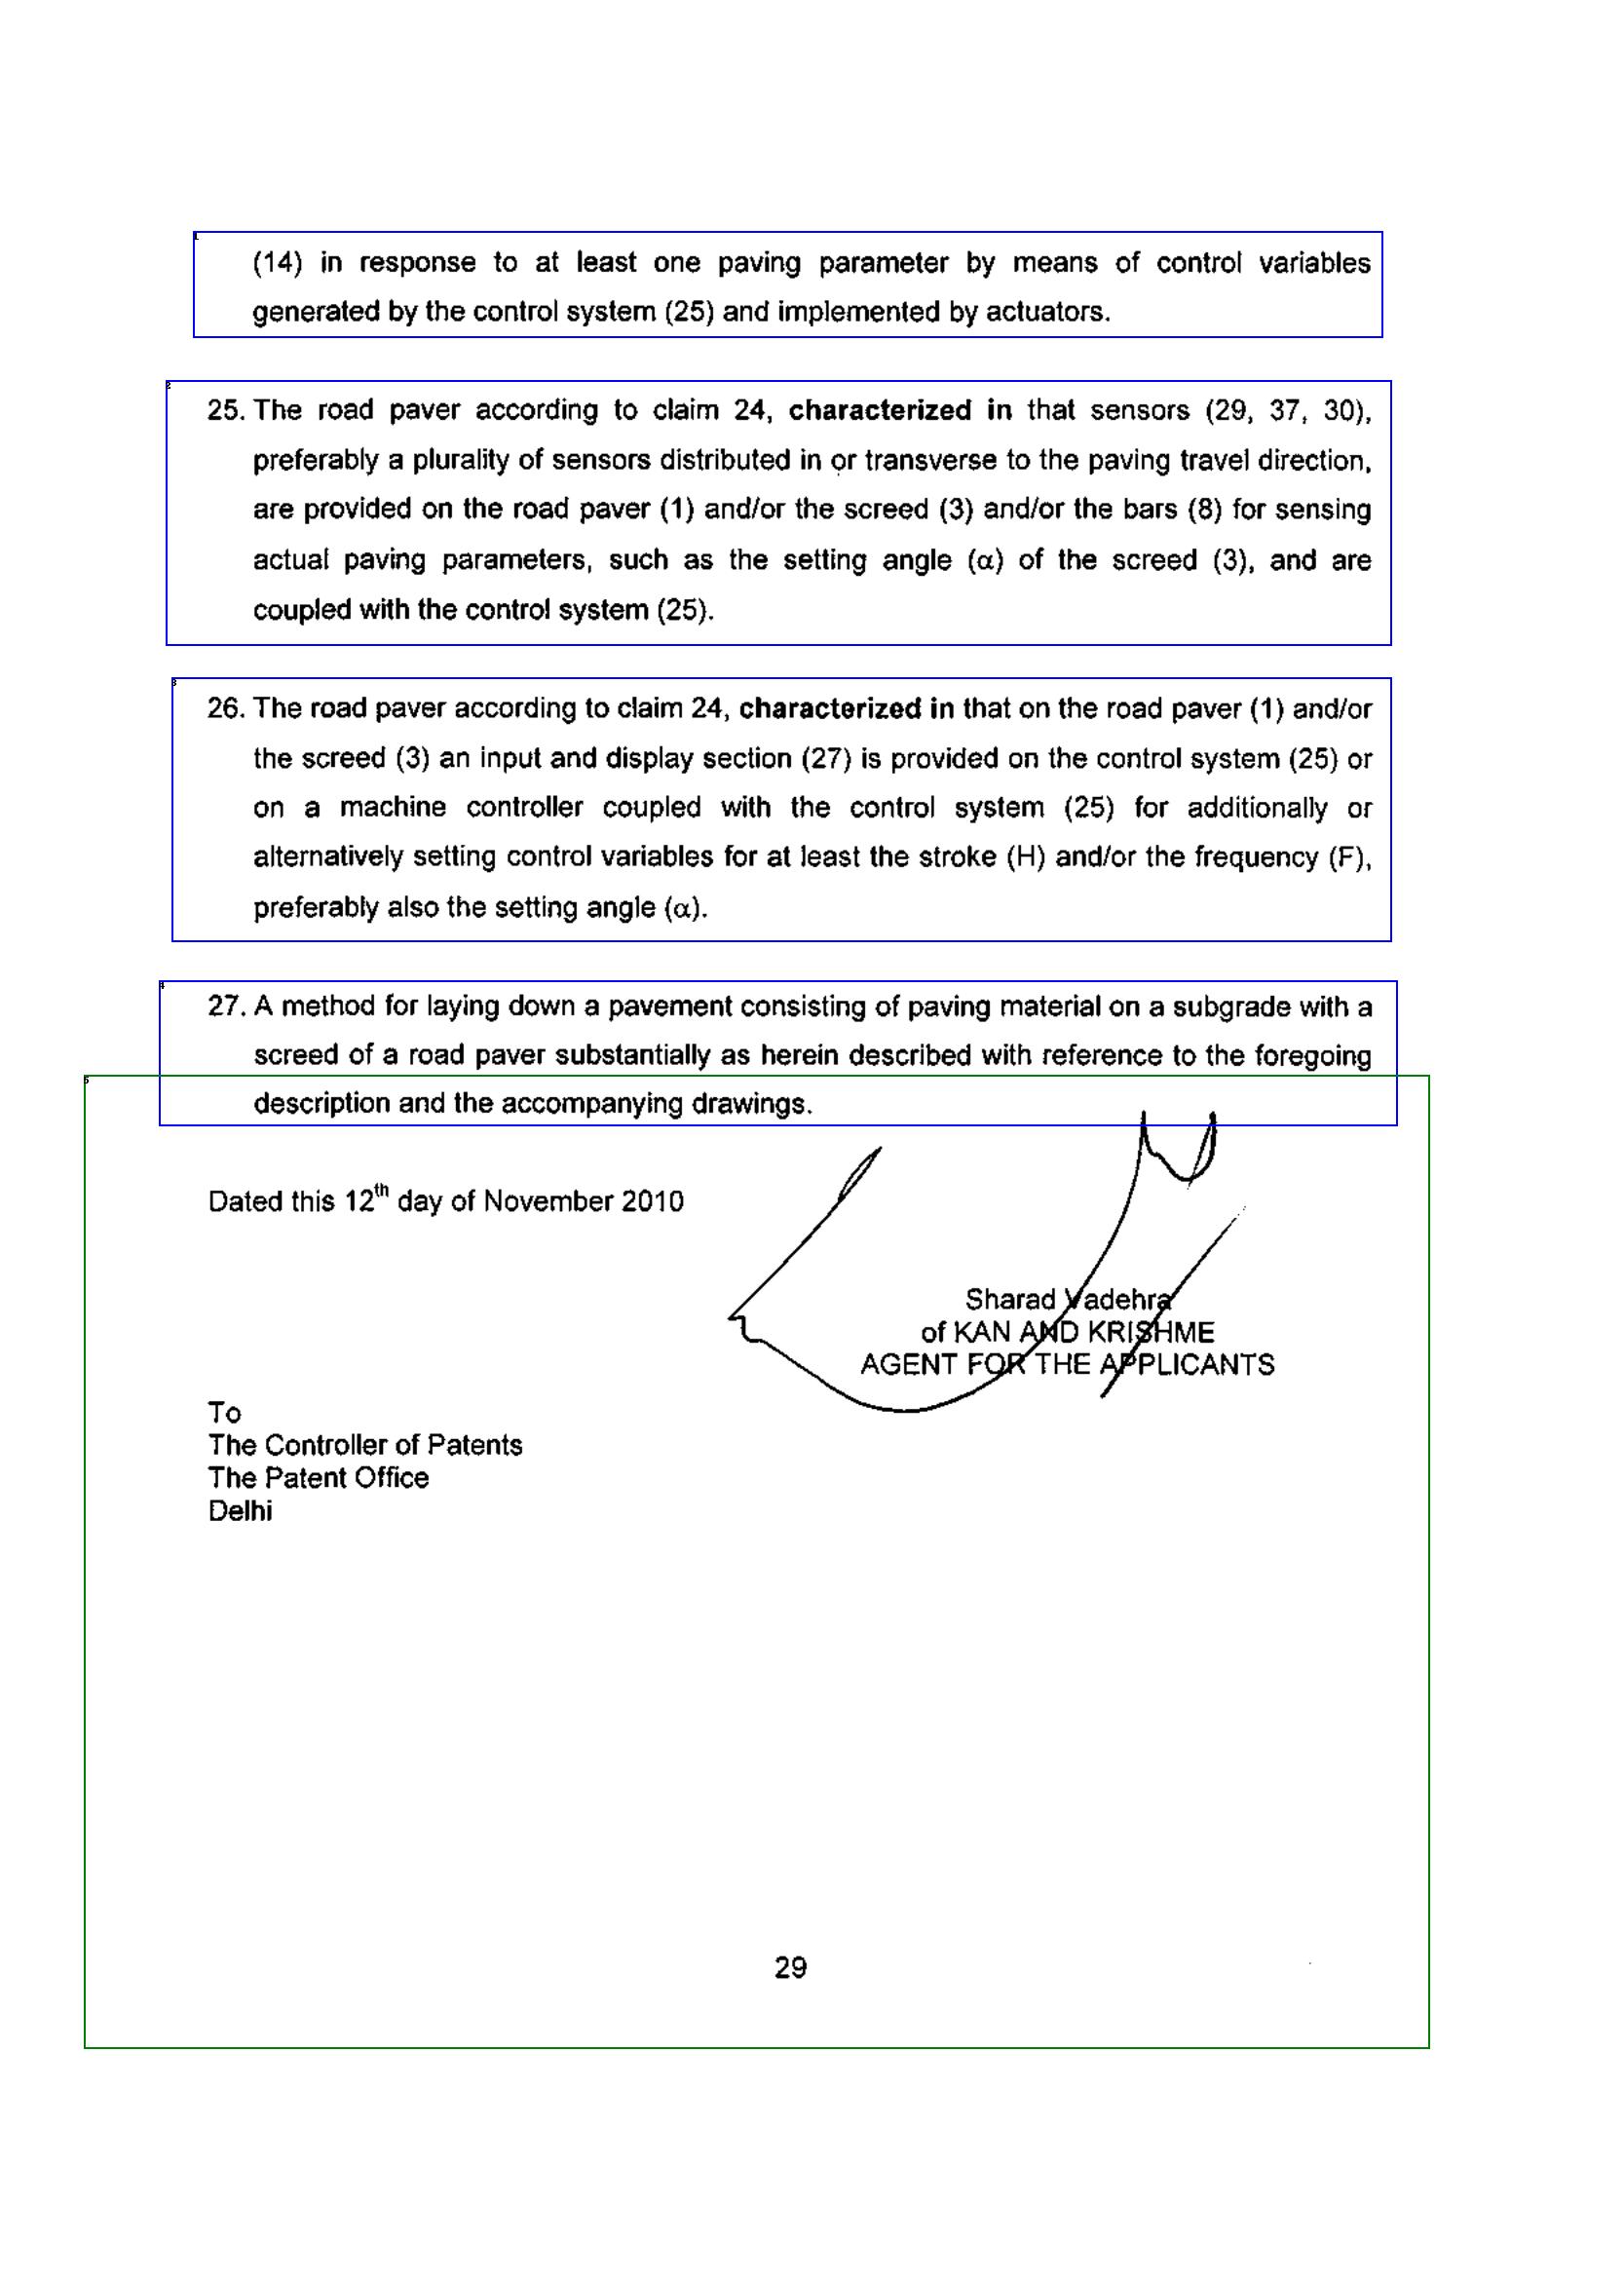 (14) in response to at least one paving parameter by means of control variables
generated by the control system (25) and implemented by actuators.
25. The road paver according to claim 24, characterized in that sensors (29, 37, 30),
preferably a plurality of sensors distributed in or transverse to the paving travel direction,
are provided on the road paver (1) and/or the screed (3) and/or the bars (8) for sensing
actual paving parameters, such as the setting angle (α) of the screed (3), and are
coupled with the control system (25).
26. The road paver according to claim 24, characterized in that on the road paver (1) and/or
the screed (3) an input and display section (27) is provided on the control system (25) or
on a machine controller coupled with the control system (25) for additionally or
alternatively setting control variables for at least the stroke (H) and/or the frequency (F),
preferably also the setting angle (α).
27. A method for laying down a pavement consisting of paving material on a subgrade with a
screed of a road paver substantially as herein described with reference to the foregoing
description and the accompanying drawings.
Dated this 12th day of November 2010
Sharad Vadehra
of KAN AND KRISHME
AGENT FOR THE APPLICANTS
To
The Controller of Patents
The Patent Office
Delhi
29